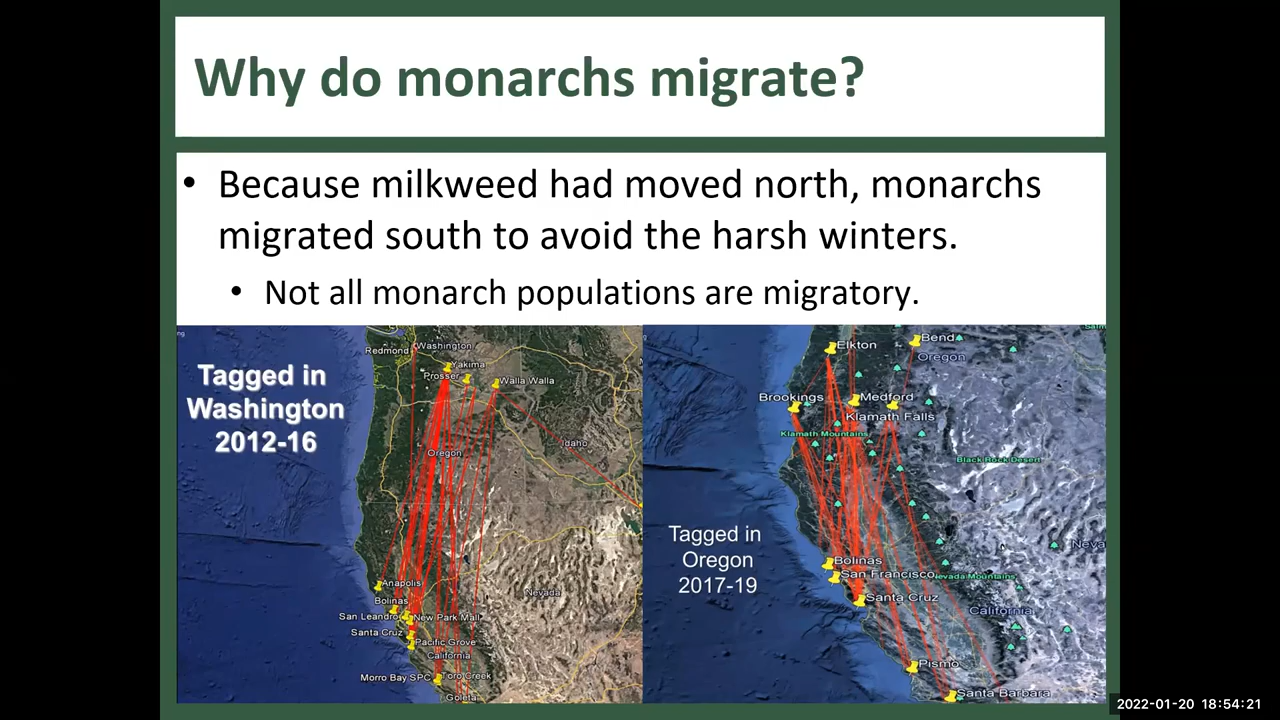 Why do monarchs migrate?
• Because milkweed had moved north, monarchs
migrated south to avoid the harsh winters.
• Not all monarch populations are migratory.
Tagged in
Washington
2012-16
Redmond
Washington
Yakima
Prosser
Walla Walla
Idaho
Oregon
Nevada
Anapolis
Bolinas
San Leandro
New Park Mall
Santa Cruz
Pacific Grove
California
Morro Bay SPC
Toro Creek
Goleta
Tagged in
Oregon
2017-19
Elkton
Bend
Oregon
Brookings
Medford
Klamath Falls
Klamath Mountains
Black Rock Desert
Bolinas
San Francisco
Nevada Mountains
Santa Cruz
California
Pismo
Santa Barbara
2022-01-20 18:54:21